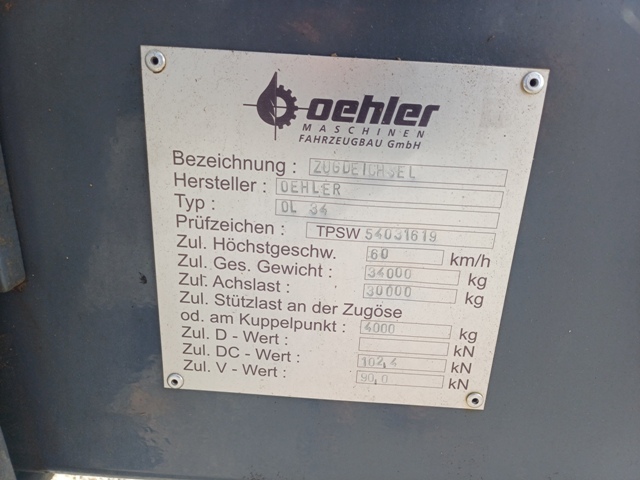 oehler
MASCHINEN
FAHRZEUGBAU GmbH
Bezeichnung : ZUGDEICHSEL
Hersteller : OEHLER
Typ : OL 34
Prüfzeichen : TPSW 54031619
Zul. Höchstgeschw. 60 km/h
Zul. Ges. Gewicht : 34000 kg
Zul. Achslast : 30000 kg
Zul. Stützlast an der Zugöse
od. am Kuppelpunkt : 4000 kg
Zul. D - Wert : kN
Zul. DC - Wert : 102,4 kN
Zul. V - Wert : 90,0 kN